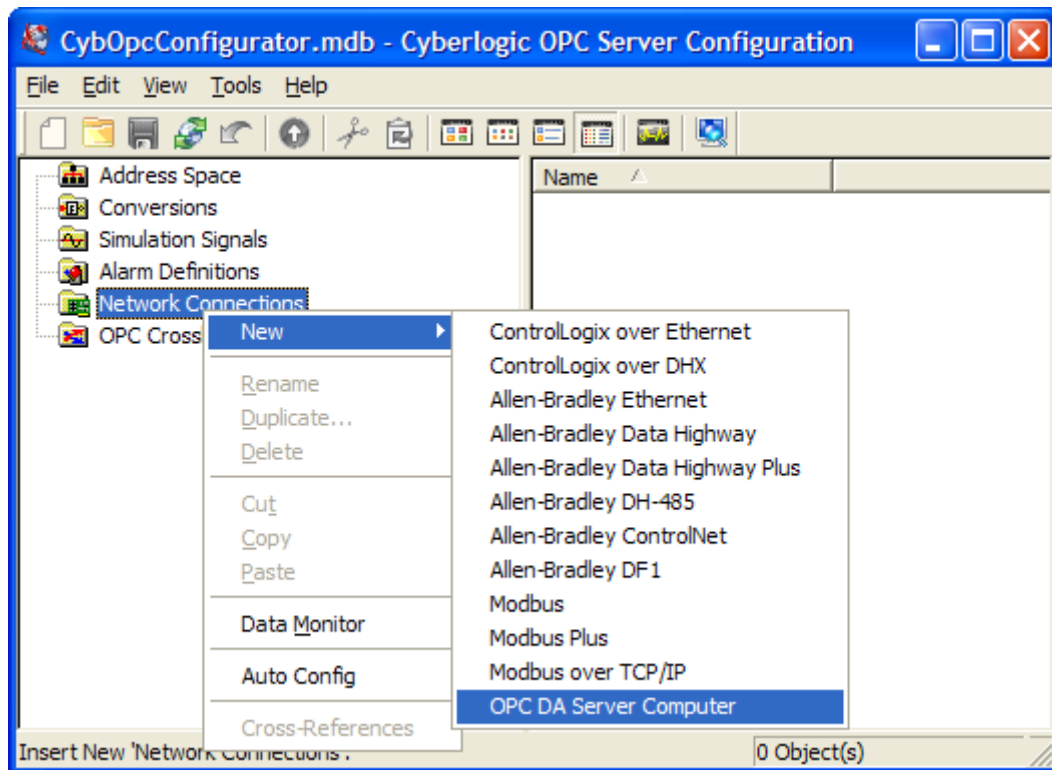 CybOpcConfigurator.mdb - Cyberlogic OPC Server Configuration
File Edit View Tools Help
Address Space
Conversions
Simulation Signals
Alarm Definitions
Network Connections
OPC Cross
Name
New
Rename
Duplicate...
Delete
Cut
Copy
Paste
Data Monitor
Auto Config
Cross-References
ControlLogix over Ethernet
ControlLogix over DHX
Allen-Bradley Ethernet
Allen-Bradley Data Highway
Allen-Bradley Data Highway Plus
Allen-Bradley DH-485
Allen-Bradley ControlNet
Allen-Bradley DF1
Modbus
Modbus Plus
Modbus over TCP/IP
OPC DA Server Computer
Insert New 'Network Connections'.
0 Object(s)